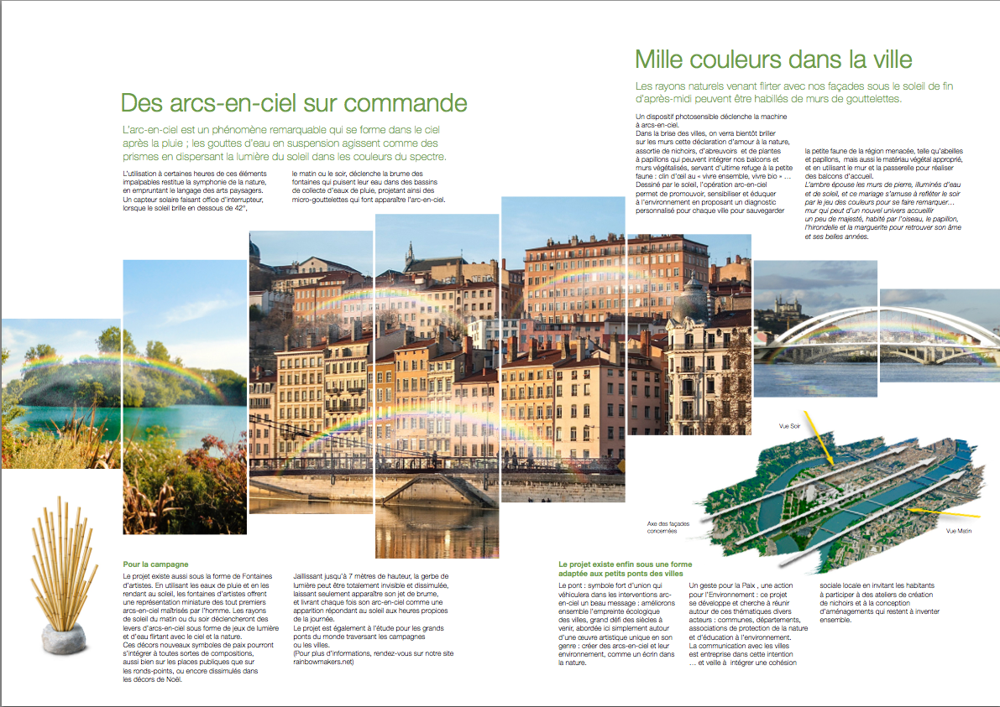 Des arcs-en-ciel sur commande
L'arc-en-ciel est un phénomène remarquable qui se forme dans le ciel
après la pluie ; les gouttes d'eau en suspension agissent comme des
prismes en dispersant la lumière du soleil dans les couleurs du spectre.
L'utilisation à certaines heures de ces éléments
impalpables restitue la symphonie de la nature,
en empruntant le langage des arts paysagers.
Un capteur solaire faisant office d'interrupteur,
lorsque le soleil brille en dessous de 42°,
le matin ou le soir, déclenche la brume des
fontaines qui puisent leur eau dans des bassins
de collecte d'eaux de pluie, projetant ainsi des
micro-gouttelettes qui font apparaître l'arc-en-ciel.
Mille couleurs dans la ville
Les rayons naturels venant flirter avec nos façades sous le soleil de fin
d'après-midi peuvent être habillés de murs de gouttelettes.
Un dispositif photosensible déclenche la machine
à arcs-en-ciel.
Dans la brise des villes, on verra bientôt briller
sur les murs cette déclaration d'amour à la nature,
assortie de nichoirs, d'abreuvoirs et de plantes
à papillons qui peuvent intégrer nos balcons et
murs végétalisés, servant d'ultime refuge à la petite
faune : clin d'œil au « vivre ensemble, vivre bio » ...
Dessiné par le soleil, l'opération arc-en-ciel
permet de promouvoir, sensibiliser et éduquer
à l'environnement en proposant un diagnostic
personnalisé pour chaque ville pour sauvegarder
la petite faune de la région menacée, telle qu'abeilles
et papillons, mais aussi le matériau végétal approprié,
et en utilisant le mur et la passerelle pour réaliser
des balcons d'accueil.
L'ambre épouse les murs de pierre, illuminés d'eau
et de soleil, et ce mariage s'amuse à refléter le soir
par le jeu des couleurs pour se faire remarquer...
mur qui peut d'un nouvel univers accueillir
un peu de majesté, habité par l'oiseau, le papillon,
l'hirondelle et la marguerite pour retrouver son âme
et ses belles années.
Vue Soir
Axe des façades
concernées
Vue Matin
Pour la campagne
Le projet existe aussi sous la forme de Fontaines
d'artistes. En utilisant les eaux de pluie et en les
rendant au soleil, les fontaines d'artistes offrent
une représentation miniature des tout premiers
arcs-en-ciel maîtrisés par l'homme. Les rayons
de soleil du matin ou du soir déclencheront des
levers d'arcs-en-ciel sous forme de jeux de lumière
et d'eau flirtant avec le ciel et la nature.
Ces décors nouveaux symboles de paix pourront
s'intégrer à toutes sortes de compositions,
aussi bien sur les places publiques que sur
les ronds-points, ou encore dissimulés dans
les décors de Noël.
Jaillissant jusqu'à 7 mètres de hauteur, la gerbe de
lumière peut être totalement invisible et dissimulée,
laissant seulement apparaître son jet de brume,
et livrant chaque fois son arc-en-ciel comme une
apparition répondant au soleil aux heures propices
de la journée.
Le projet est également à l'étude pour les grands
ponts du monde traversant les campagnes
ou les villes.
(Pour plus d'informations, rendez-vous sur notre site
rainbowmakers.net)
Le projet existe enfin sous une forme
adaptée aux petits ponts des villes
Le pont : symbole fort d'union qui
véhiculera dans les interventions arc-
en-ciel un beau message : améliorons
ensemble l'empreinte écologique
des villes, grand défi des siècles à
venir, abordée ici simplement autour
d'une œuvre artistique unique en son
genre : créer des arcs-en-ciel et leur
environnement, comme un écrin dans
la nature.
Un geste pour la Paix , une action
pour l'Environnement : ce projet
se développe et cherche à réunir
autour de ces thématiques divers
acteurs : communes, départements,
associations de protection de la nature
et d'éducation à l'environnement.
La communication avec les villes
est entreprise dans cette intention
... et veille à intégrer une cohésion
sociale locale en invitant les habitants
à participer à des ateliers de création
de nichoirs et à la conception
d'aménagements qui restent à inventer
ensemble.